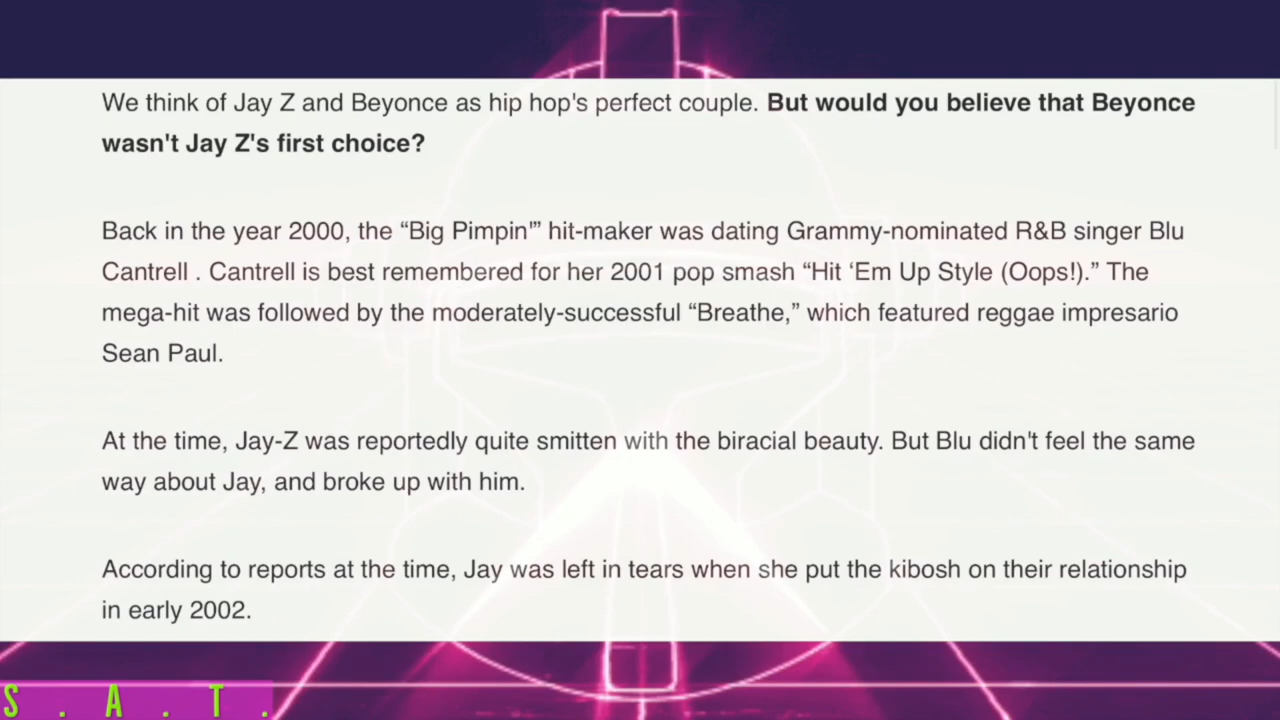 We think of Jay Z and Beyonce as hip hop's perfect couple. But would you believe that Beyonce
wasn't Jay Z's first choice?
Back in the year 2000, the “Big Pimpin'” hit-maker was dating Grammy-nominated R&B singer Blu
Cantrell . Cantrell is best remembered for her 2001 pop smash “Hit ‘Em Up Style (Oops!).” The
mega-hit was followed by the moderately-successful “Breathe,” which featured reggae impresario
Sean Paul.
At the time, Jay-Z was reportedly quite smitten with the biracial beauty. But Blu didn't feel the same
way about Jay, and broke up with him.
According to reports at the time, Jay was left in tears when she put the kibosh on their relationship
in early 2002.
S . A . T .